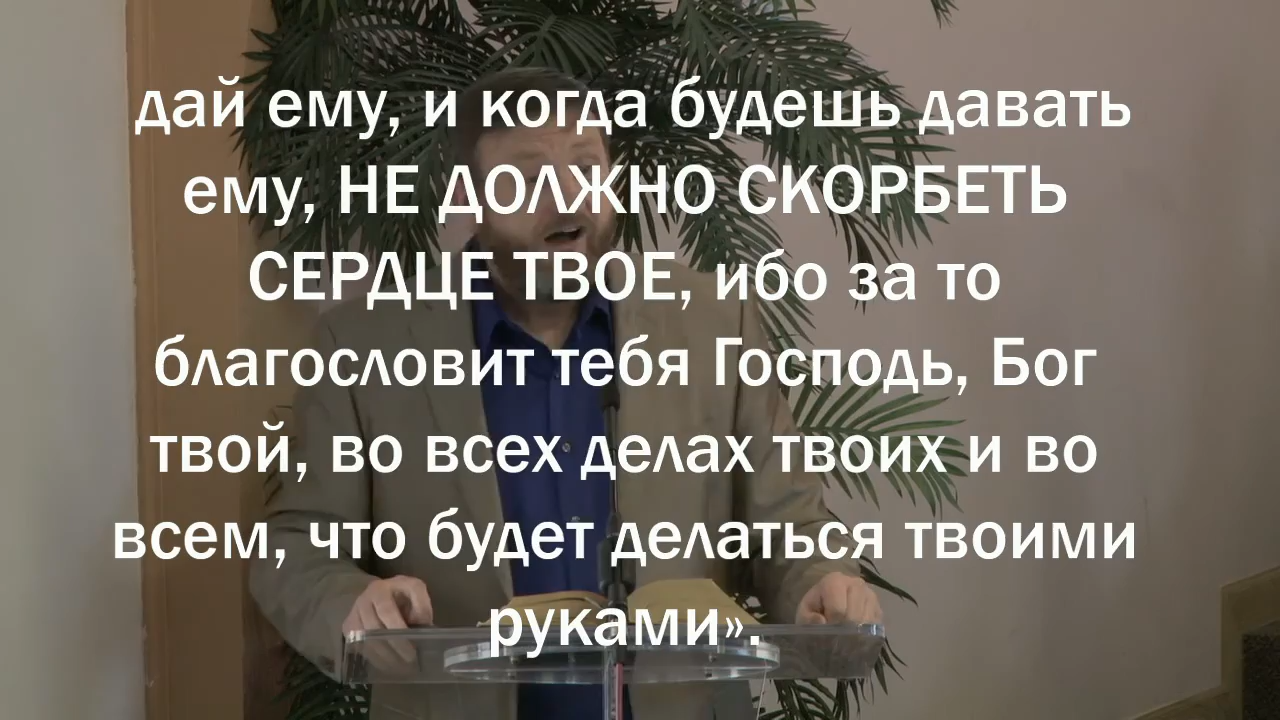 дай ему, и когда будешь давать
ему, НЕ ДОЛЖНО СКОРБЕТЬ
СЕРДЦЕ ТВОЕ, ибо за то
благословит тебя Господь, Бог
твой, во всех делах твоих и во
всем, что будет делаться твоими
руками».